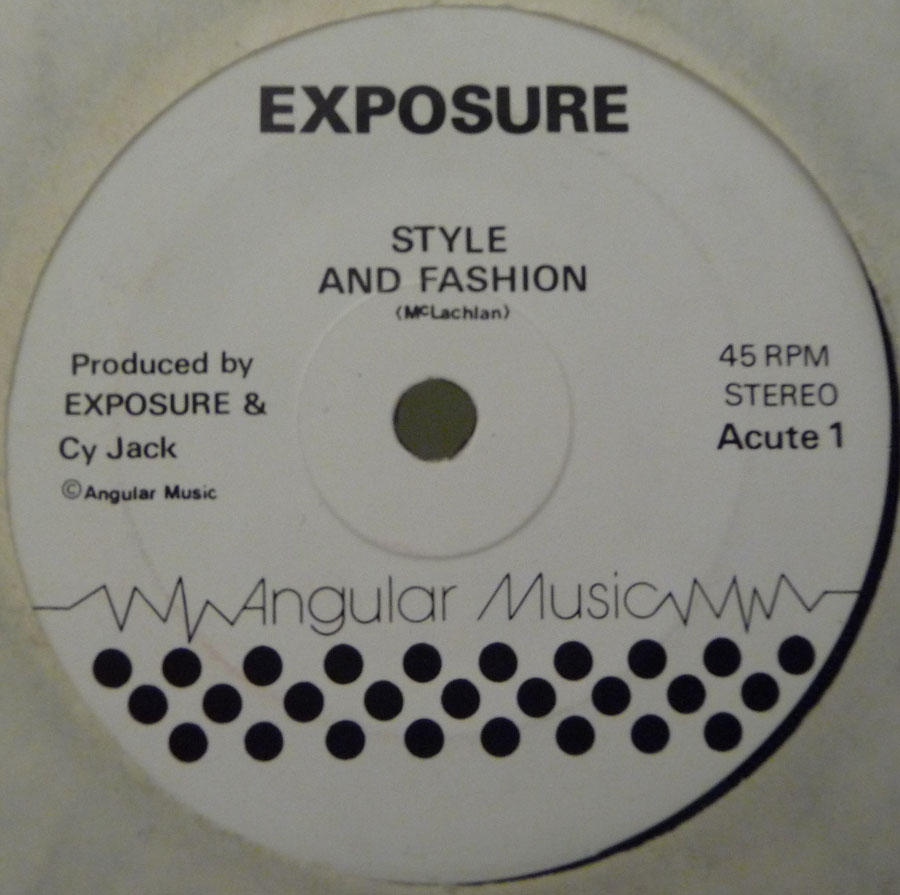 EXPOSURE
STYLE
AND FASHION
(McLachlan)
Produced by
EXPOSURE &
Cy Jack
©Angular Music
45 RPM
STEREO
Acute 1
Angular Music